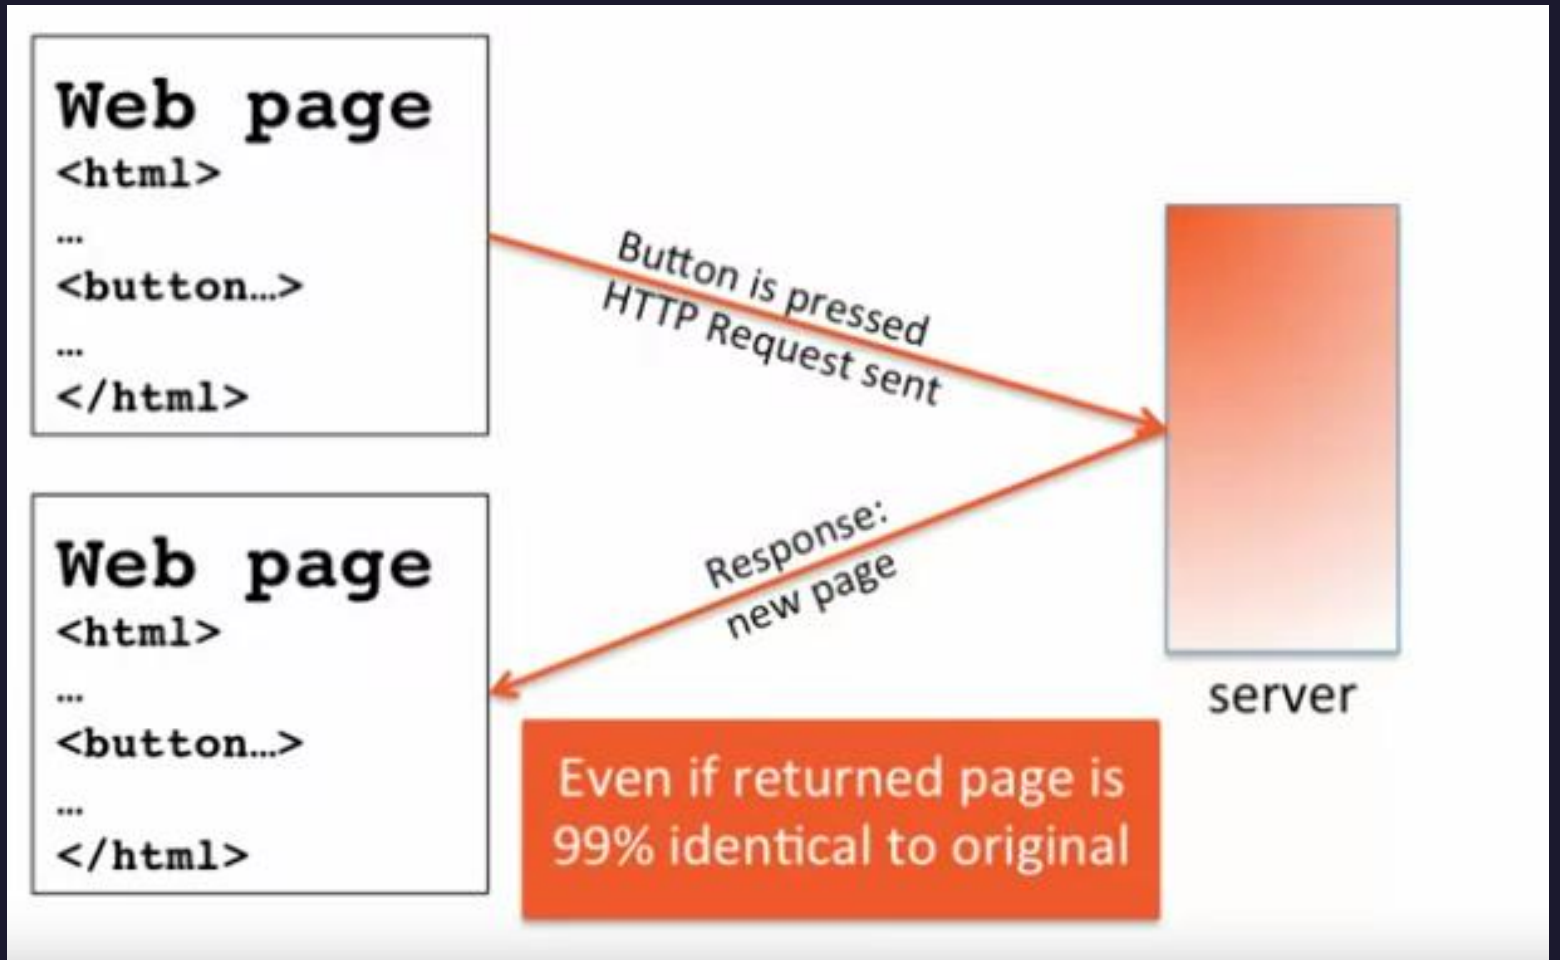 Web page
<html>
…
<button…>
…
</html>
Button is pressed
HTTP Request sent
server
Response:
new page
Web page
<html>
…
<button…>
…
</html>
Even if returned page is
99% identical to original